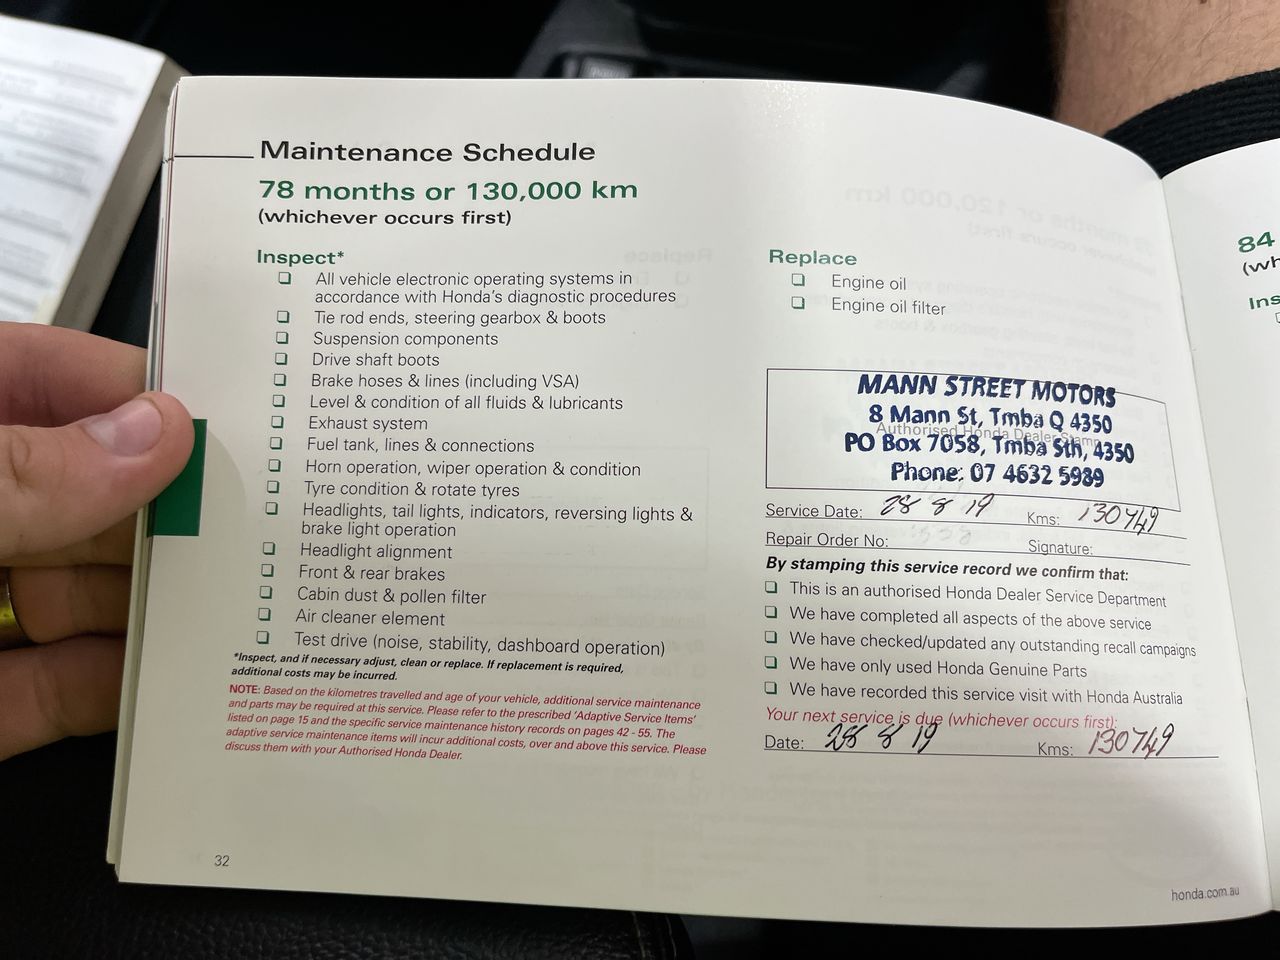 Maintenance Schedule
78 months or 130,000 km
(whichever occurs first)
Inspect*
❏ All vehicle electronic operating systems in
accordance with Honda's diagnostic procedures
❏ Tie rod ends, steering gearbox & boots
❏ Suspension components
❏ Drive shaft boots
❏ Brake hoses & lines (including VSA)
❏ Level & condition of all fluids & lubricants
❏ Exhaust system
❏ Fuel tank, lines & connections
❏ Horn operation, wiper operation & condition
❏ Tyre condition & rotate tyres
❏ Headlights, tail lights, indicators, reversing lights &
brake light operation
❏ Headlight alignment
❏ Front & rear brakes
❏ Cabin dust & pollen filter
❏ Air cleaner element
❏ Test drive (noise, stability, dashboard operation)
*Inspect, and if necessary adjust, clean or replace. If replacement is required,
additional costs may be incurred.
NOTE: Based on the kilometres travelled and age of your vehicle, additional service maintenance
and parts may be required at this service. Please refer to the prescribed 'Adaptive Service Items'
listed on page 15 and the specific service maintenance history records on pages 42 - 55. The
adaptive service maintenance items will incur additional costs, over and above this service. Please
discuss them with your Authorised Honda Dealer.
32
Replace
❏ Engine oil
❏ Engine oil filter
MANN STREET MOTORS
8 Mann St, Tmba Q 4350
Authorised Honda Dealer Stamp
PO Box 7058, Tmba Sth, 4350
Phone: 07 4632 5989
Service Date: 28 8 19 Kms: 130749
Repair Order No: Signature:
By stamping this service record we confirm that:
❏ This is an authorised Honda Dealer Service Department
❏ We have completed all aspects of the above service
❏ We have checked/updated any outstanding recall campaigns
❏ We have only used Honda Genuine Parts
❏ We have recorded this service visit with Honda Australia
Your next service is due (whichever occurs first):
Date: 28 8 19 Kms: 130749
honda.com.au
84
(wh
Ins